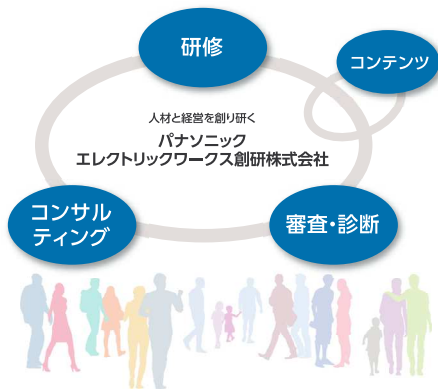 研修
コンテンツ
人材と経営を創り研く
パナソニック
エレクトリックワークス創研株式会社
コンサル
ティング
審査・診断